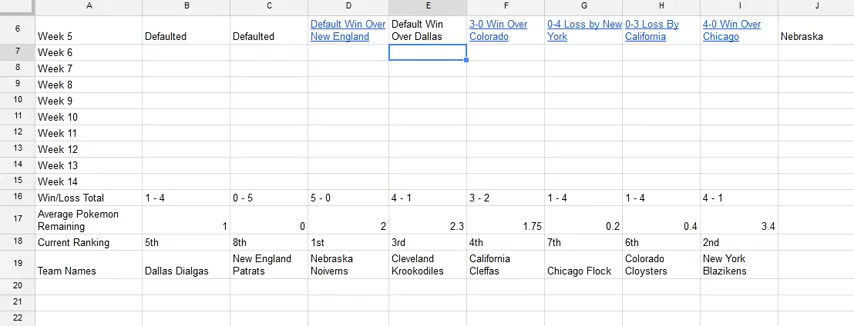 A B C D E F G H I J
6 Week 5 Defaulted Defaulted Default Win Over New England Default Win Over Dallas 3-0 Win Over Colorado 0-4 Loss by New York 0-3 Loss By California 4-0 Win Over Chicago Nebraska
7 Week 6
8 Week 7
9 Week 8
10 Week 9
11 Week 10
12 Week 11
13 Week 12
14 Week 13
15 Week 14
16 Win/Loss Total 1 - 4 0 - 5 5 - 0 4 - 1 3 - 2 1 - 4 1 - 4 4 - 1
17 Average Pokemon Remaining 1 0 2 2.3 1.75 0.2 0.4 3.4
18 Current Ranking 5th 8th 1st 3rd 4th 7th 6th 2nd
19 Team Names Dallas Dialgas New England Patrats Nebraska Noiverns Cleveland Krookodiles California Cleffas Chicago Flock Colorado Cloysters New York Blazikens
20
21
22